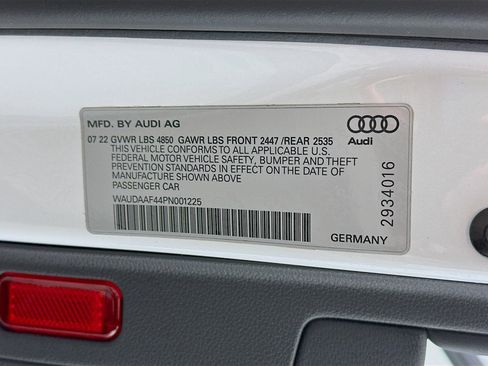 MFD. BY AUDI AG
Audi
07 22 GVWR LBS 4850 GAWR LBS FRONT 2447 /REAR 2535
THIS VEHICLE CONFORMS TO ALL APPLICABLE U.S.
FEDERAL MOTOR VEHICLE SAFETY, BUMPER AND THEFT
PREVENTION STANDARDS IN EFFECT ON THE DATE OF
MANUFACTURE SHOWN ABOVE
PASSENGER CAR
WAUDAAF44PN001225
GERMANY
2934016